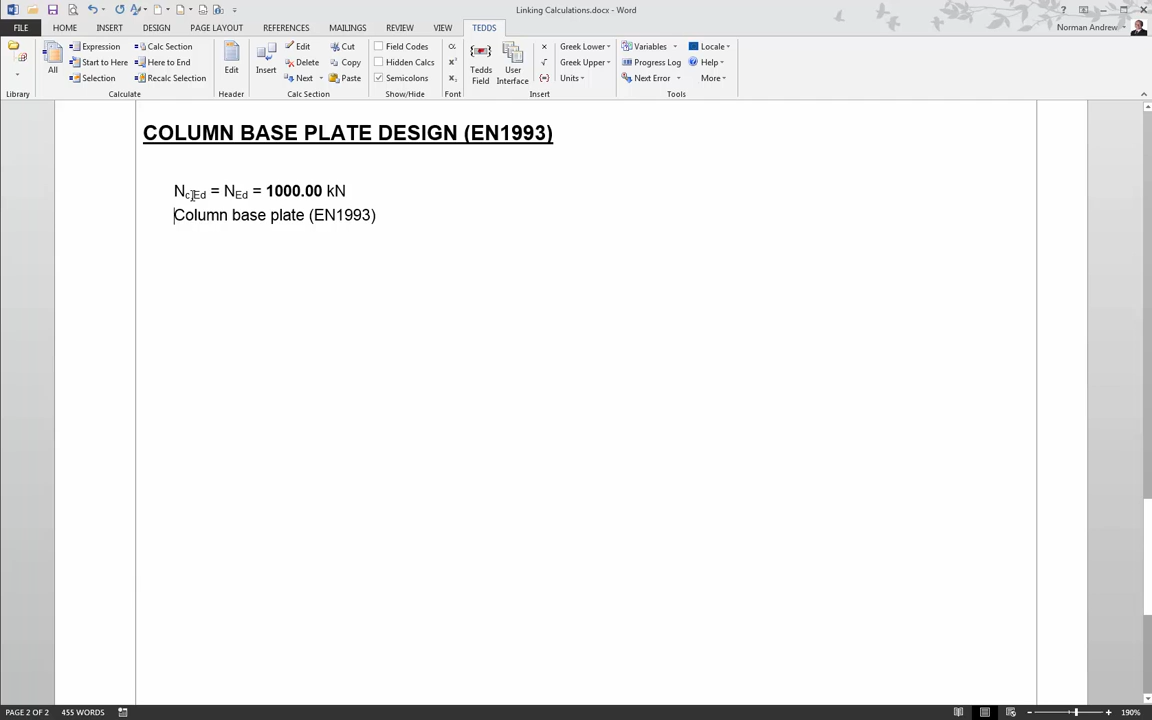 Linking Calculations.docx - Word
FILE HOME INSERT DESIGN PAGE LAYOUT REFERENCES MAILINGS REVIEW VIEW TEDDS Norman Andrew
Expression Calc Section Edit Cut Field Codes α Greek Lower Variables Locale
All Start to Here Here to End Edit Insert Delete Copy Hidden Calcs x² Tedds Field User Interface √ Greek Upper Progress Log Help
Selection Recalc Selection Next Paste Semicolons x₂ Units Next Error More
Library Calculate Header Calc Section Show/Hide Font Insert Tools
COLUMN BASE PLATE DESIGN (EN1993)
Nc,Ed = NEd = 1000.00 kN
Column base plate (EN1993)
PAGE 2 OF 2 455 WORDS 190%